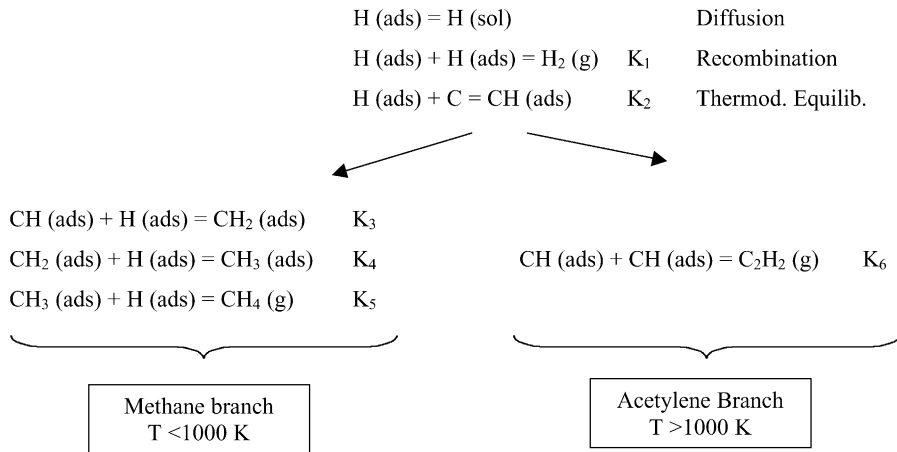 H (ads) = H (sol) Diffusion
H (ads) + H (ads) = H₂ (g) K₁ Recombination
H (ads) + C = CH (ads) K₂ Thermod. Equilib.
CH (ads) + H (ads) = CH₂ (ads) K₃
CH₂ (ads) + H (ads) = CH₃ (ads) K₄
CH₃ (ads) + H (ads) = CH₄ (g) K₅
CH (ads) + CH (ads) = C₂H₂ (g) K₆
Methane branch
T <1000 K
Acetylene Branch
T >1000 K